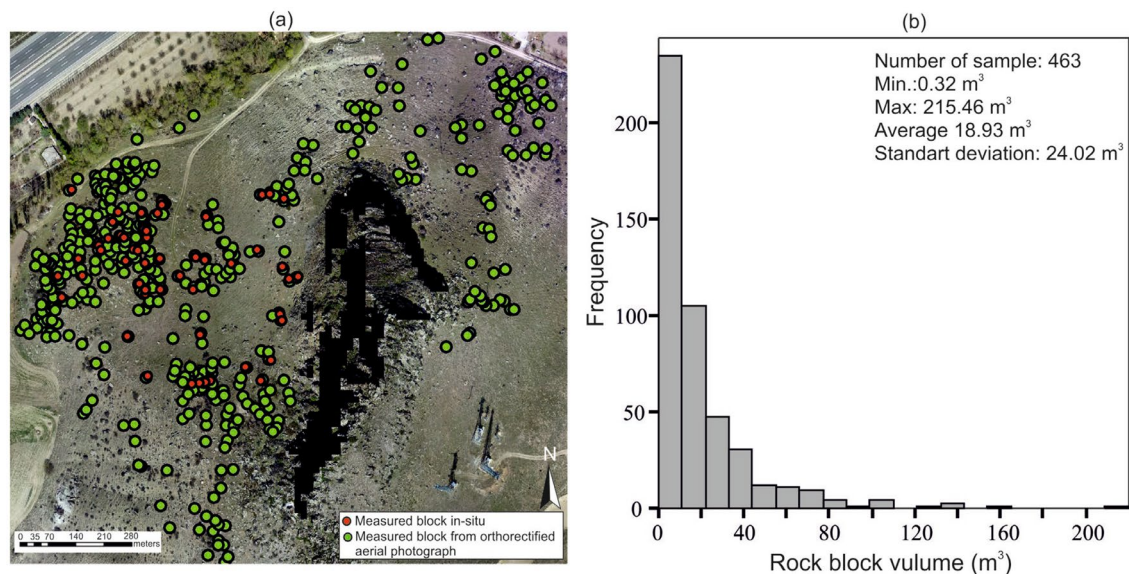 (a)
N
Measured block in-situ
Measured block from orthorectified
aerial photograph
0 35 70 140 210 280
meters
(b)
Number of sample: 463
Min.:0.32 m³
Max: 215.46 m³
Average 18.93 m³
Standart deviation: 24.02 m³
Frequency
200
150
100
50
0
0 40 80 120 160 200
Rock block vulume (m³)